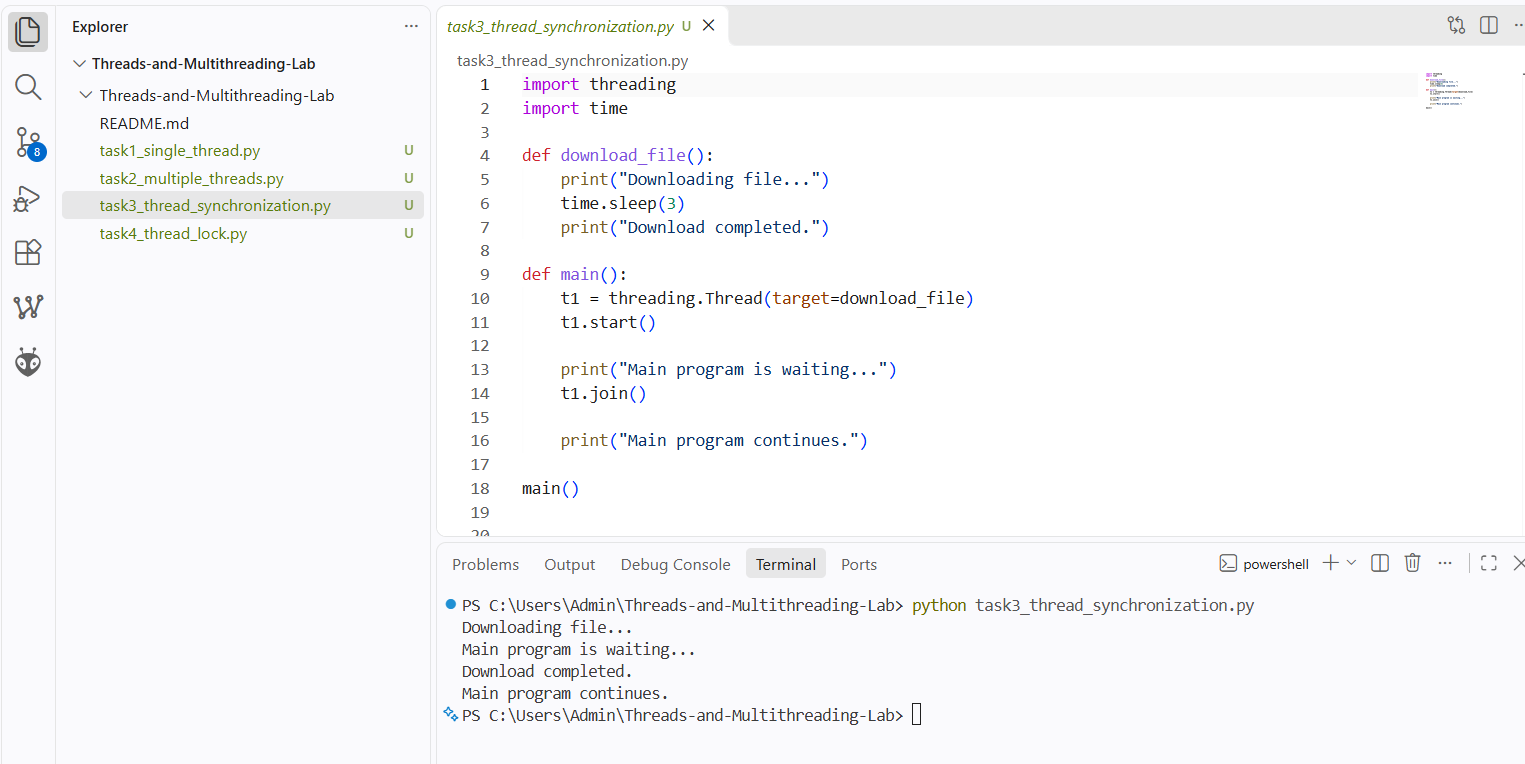 Explorer
Threads-and-Multithreading-Lab
Threads-and-Multithreading-Lab
README.md
task1_single_thread.py U
task2_multiple_threads.py U
task3_thread_synchronization.py U
task4_thread_lock.py U
8
task3_thread_synchronization.py U
task3_thread_synchronization.py
1 import threading
2 import time
3
4 def download_file():
5     print("Downloading file...")
6     time.sleep(3)
7     print("Download completed.")
8
9 def main():
10     t1 = threading.Thread(target=download_file)
11     t1.start()
12
13     print("Main program is waiting...")
14     t1.join()
15
16     print("Main program continues.")
17
18 main()
19
20
Problems Output Debug Console Terminal Ports
powershell
PS C:\Users\Admin\Threads-and-Multithreading-Lab> python task3_thread_synchronization.py
Downloading file...
Main program is waiting...
Download completed.
Main program continues.
PS C:\Users\Admin\Threads-and-Multithreading-Lab>